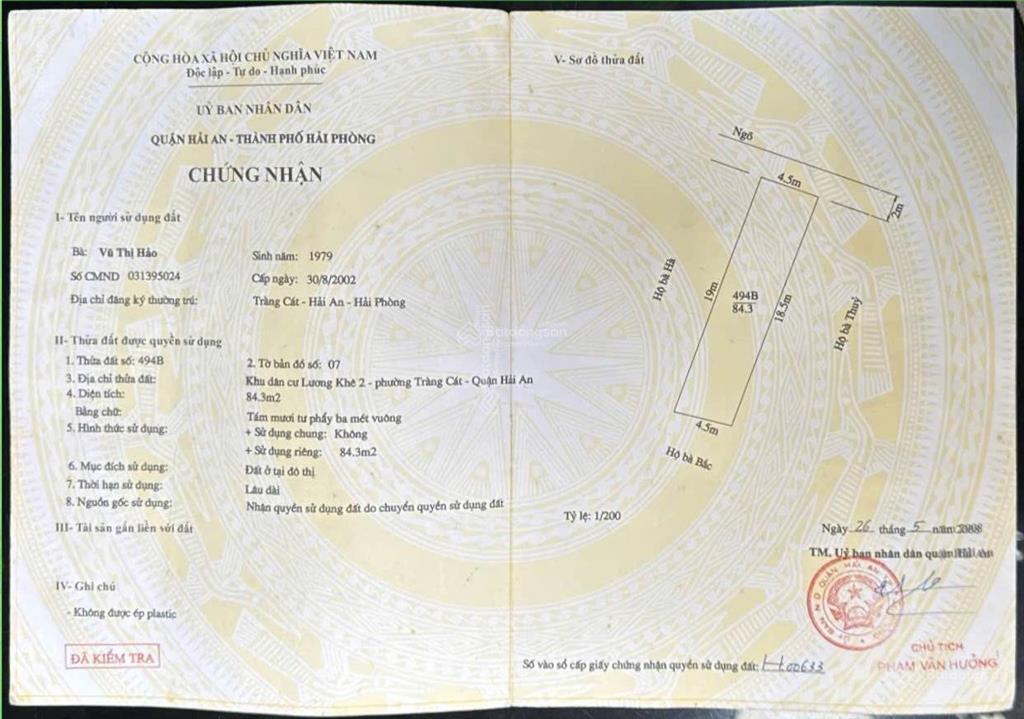 CỘNG HÒA XÃ HỘI CHỦ NGHĨA VIỆT NAM
Độc lập - Tự do - Hạnh phúc
UỶ BAN NHÂN DÂN
QUẬN HẢI AN - THÀNH PHỐ HẢI PHÒNG
CHỨNG NHẬN
I- Tên người sử dụng đất
Bà: Vũ Thị Hảo Sinh năm: 1979
Số CMND 031395024 Cấp ngày: 30/8/2002
Địa chỉ đăng ký thường trú: Tràng Cát - Hải An - Hải Phòng
II- Thửa đất được quyền sử dụng
1. Thửa đất số: 494B 2. Tờ bản đồ số: 07
3. Địa chỉ thửa đất: Khu dân cư Lương Khê 2 - phường Tràng Cát - Quận Hải An
4. Diện tích: 84.3m2
Bằng chữ: Tám mươi tư phẩy ba mét vuông
5. Hình thức sử dụng: + Sử dụng chung: Không
+ Sử dụng riêng: 84.3m2
6. Mục đích sử dụng: Đất ở tại đô thị
7. Thời hạn sử dụng: Lâu dài
8. Nguồn gốc sử dụng: Nhận quyền sử dụng đất do chuyển quyền sử dụng đất
III- Tài sản gắn liền với đất
IV- Ghi chú
- Không được ép plastic
ĐÃ KIỂM TRA
V- Sơ đồ thửa đất
Ngõ
4.5m
2m
Hộ bà Hà
19m
494B
84.3
18.5m
Hộ bà Thuỷ
4.5m
Hộ bà Bắc
Tỷ lệ: 1/200
Ngày 26 tháng 5 năm 2008
TM. Uỷ ban nhân dân quận Hải An
CHỦ TỊCH
PHẠM VĂN HƯỞNG
Số vào sổ cấp giấy chứng nhận quyền sử dụng đất: H00633
Batdongsan